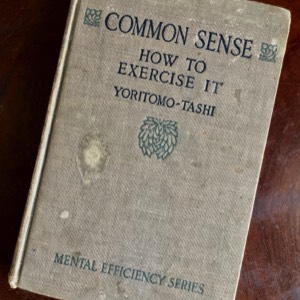 COMMON SENSE
HOW TO
EXERCISE IT
YORITOMO-TASHI
MENTAL EFFICIENCY SERIES